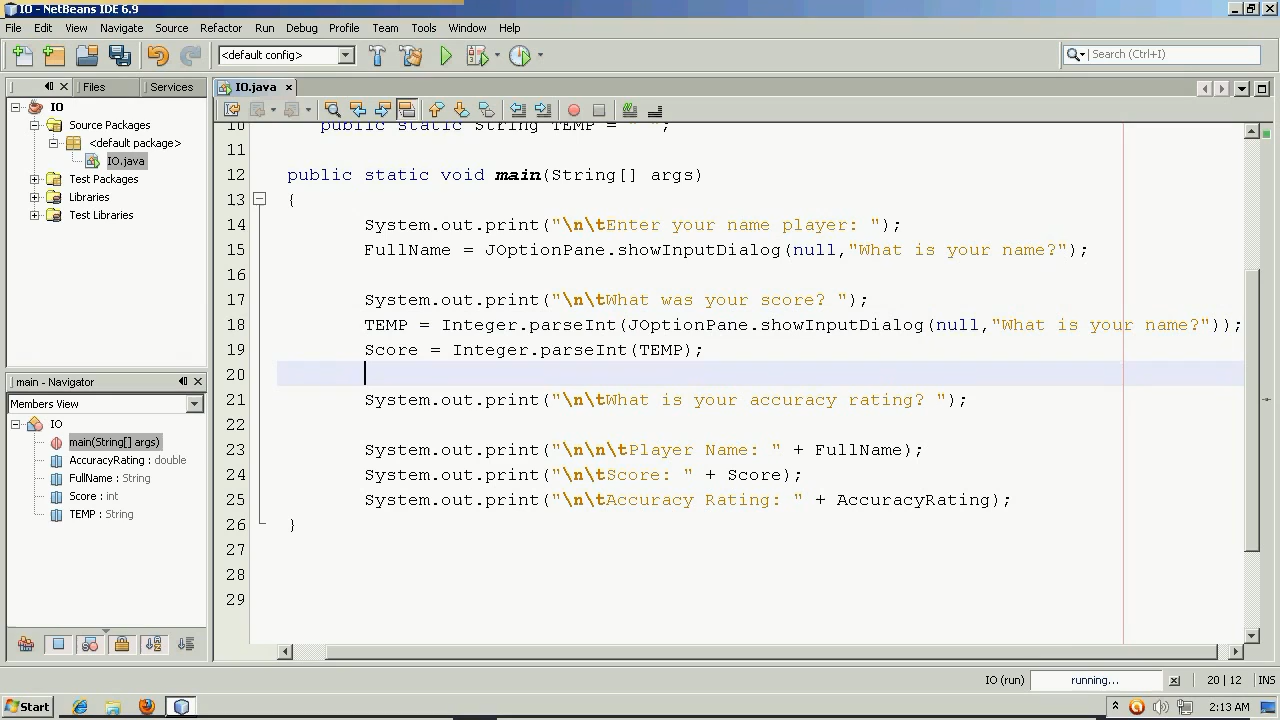 IO - NetBeans IDE 6.9
File Edit View Navigate Source Refactor Run Debug Profile Team Tools Window Help
<default config>
Search (Ctrl+I)
Files Services
IO.java
IO
Source Packages
<default package>
IO.java
Test Packages
Libraries
Test Libraries
main - Navigator
Members View
IO
main(String[] args)
AccuracyRating : double
FullName : String
Score : int
TEMP : String
10 public static String TEMP = " ";
11
12 public static void main(String[] args)
13 {
14 System.out.print("\n\tEnter your name player: ");
15 FullName = JOptionPane.showInputDialog(null,"What is your name?");
16
17 System.out.print("\n\tWhat was your score? ");
18 TEMP = Integer.parseInt(JOptionPane.showInputDialog(null,"What is your name?"));
19 Score = Integer.parseInt(TEMP);
20
21 System.out.print("\n\tWhat is your accuracy rating? ");
22
23 System.out.print("\n\n\tPlayer Name: " + FullName);
24 System.out.print("\n\tScore: " + Score);
25 System.out.print("\n\tAccuracy Rating: " + AccuracyRating);
26 }
27
28
29
IO (run) running... 20 | 12 INS
Start 2:13 AM